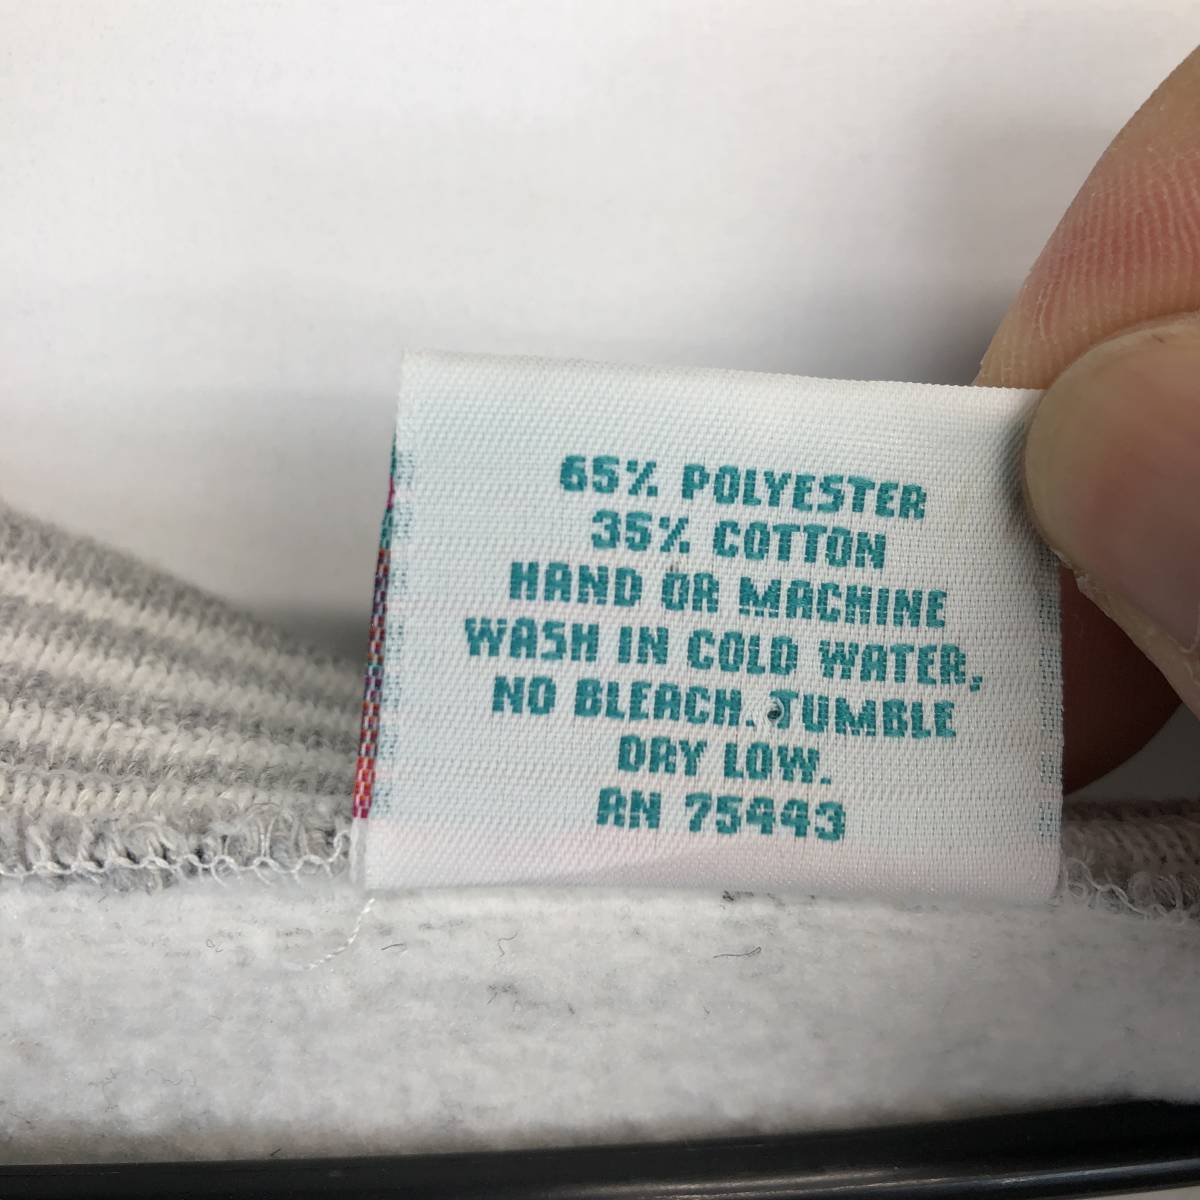 65% POLYESTER
35% COTTON
HAND OR MACHINE
WASH IN COLD WATER,
NO BLEACH. TUMBLE
DRY LOW.
RN 75443